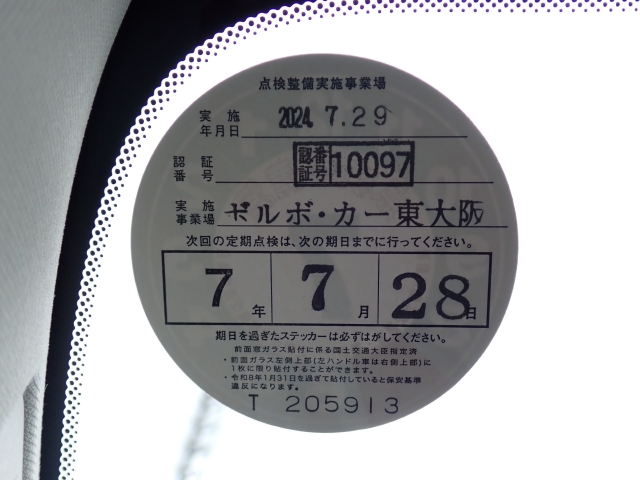 点検整備実施事業場
実施年月日 2024. 7.29
認証番号 認証番号 10097
実施事業場 ボルボ・カー東大阪
次回の定期点検は、次の期日までに行ってください。
7年 7月 28日
期日を過ぎたステッカーは必ずはがしてください。
前面窓ガラス貼付に係る国土交通大臣指定済
・前面ガラス左側上部(左ハンドル車は右側上部)に
1枚に限り貼付することができます。
・令和8年1月31日を過ぎて貼付していると保安基準
違反になります。
T 205913